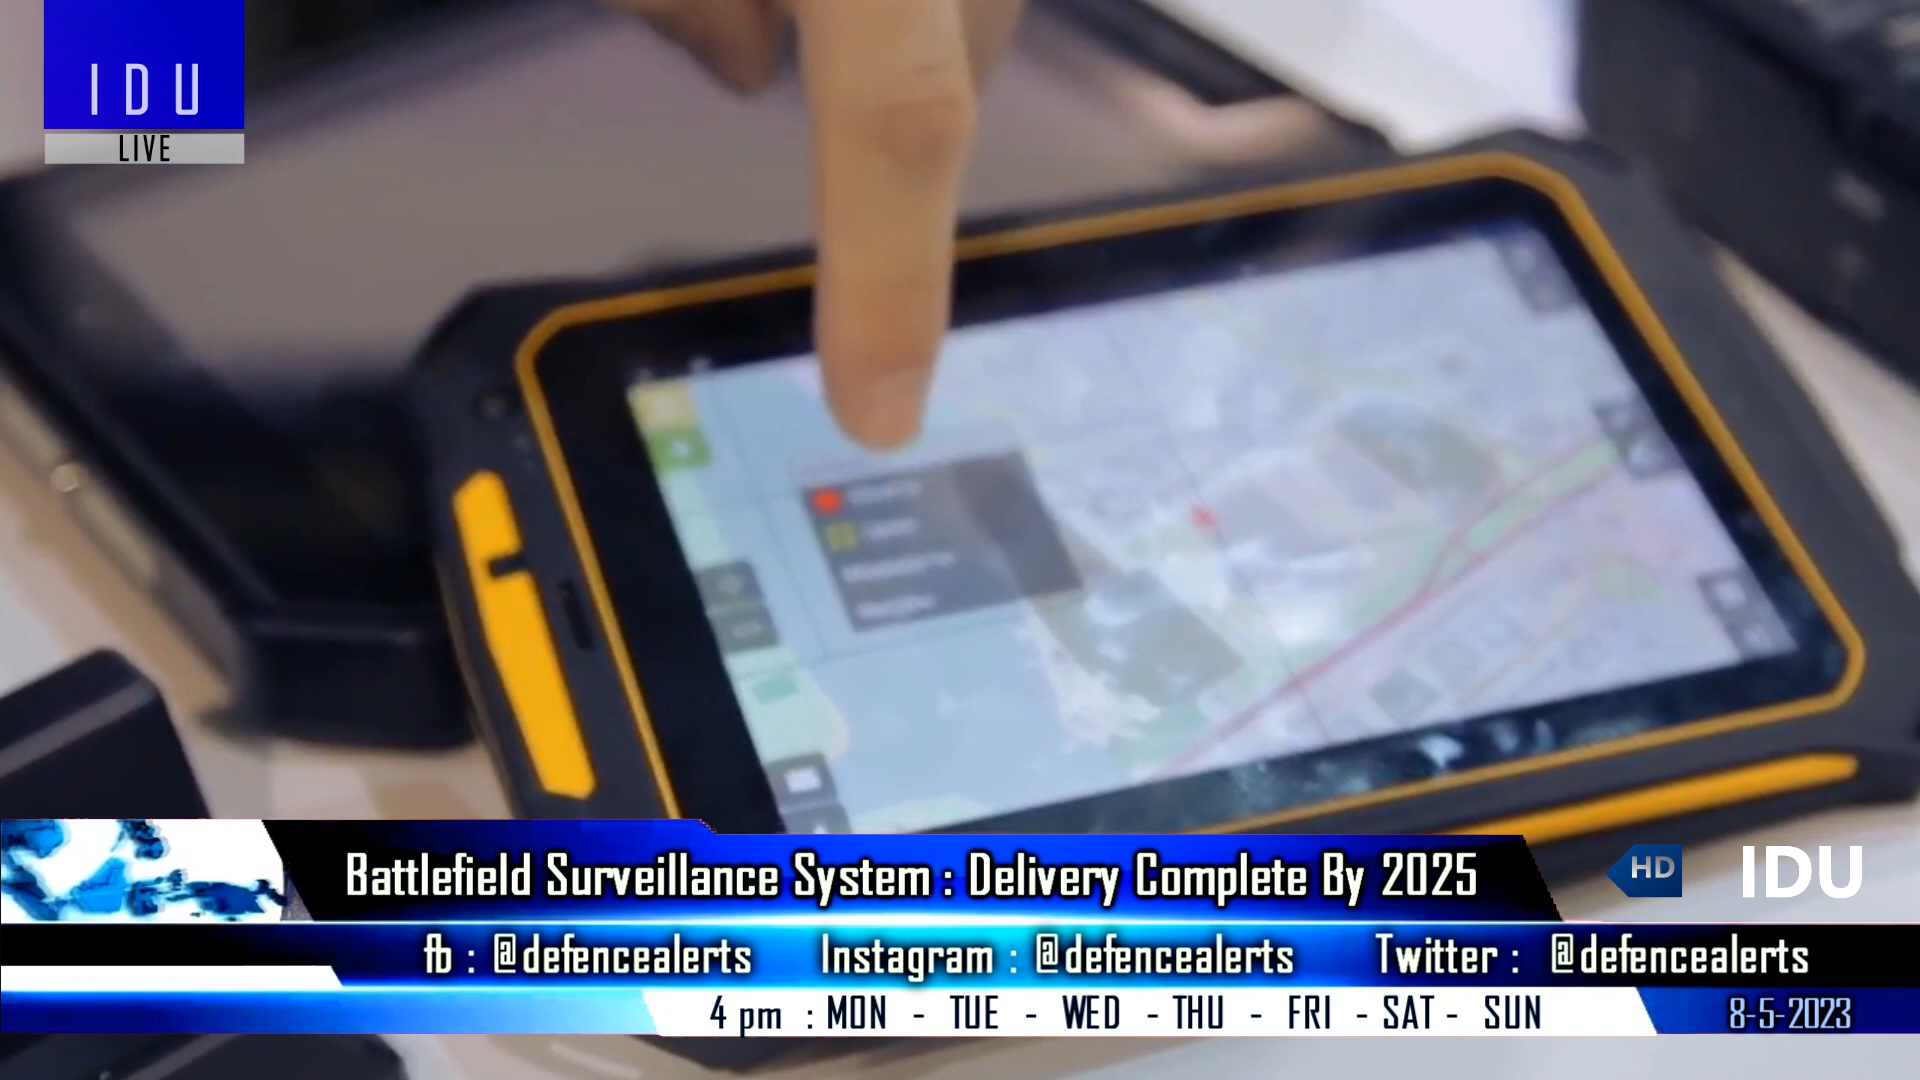 IDU
LIVE
Battlefield Surveillance System : Delivery Complete By 2025
HD IDU
fb : @defencealerts Instagram : @defencealerts Twitter : @defencealerts
4 pm : MON - TUE - WED - THU - FRI - SAT - SUN 8-5-2023